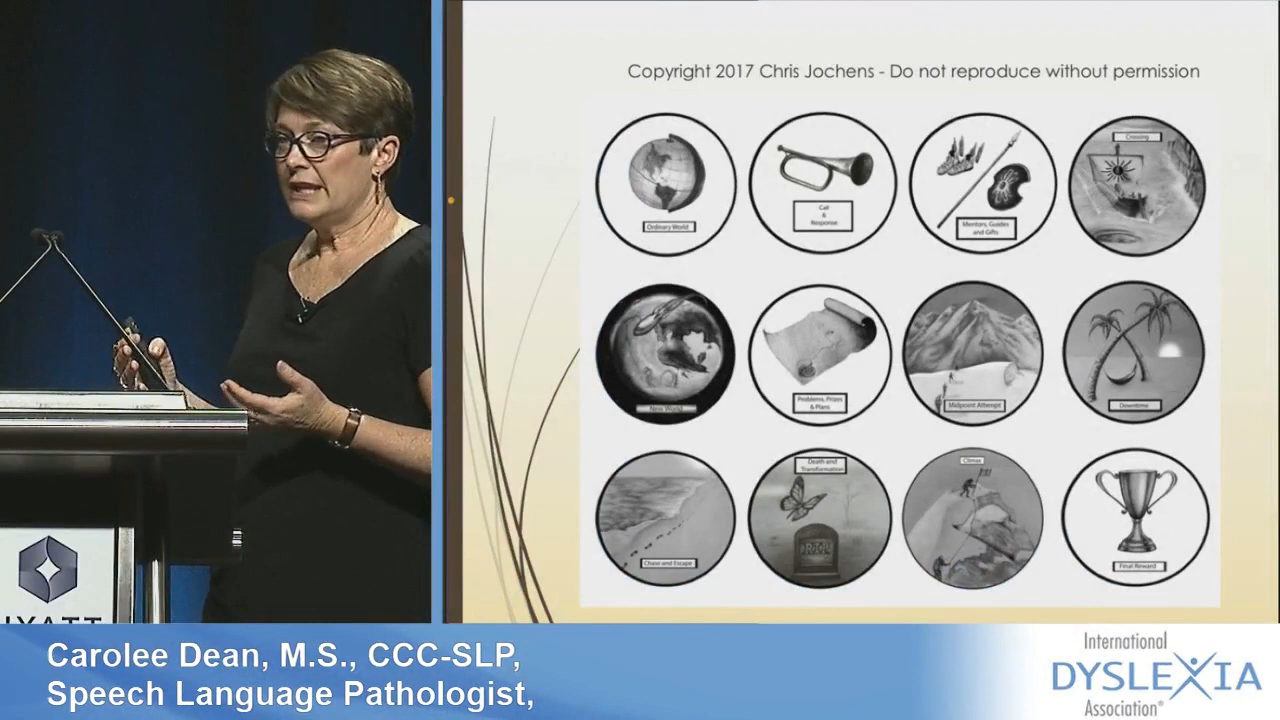 Copyright 2017 Chris Jochens - Do not reproduce without permission
Ordinary World
Call
&
Response
Mentors, Guides
and Gifts
Crossing
New World
Problems, Prizes
& Plans
Midpoint Attempt
Downtime
Chase and Escape
Death and
Transformation
Climax
Final Reward
HYATT
Carolee Dean, M.S., CCC-SLP,
Speech Language Pathologist,
International
DYSLEXIA
Association®